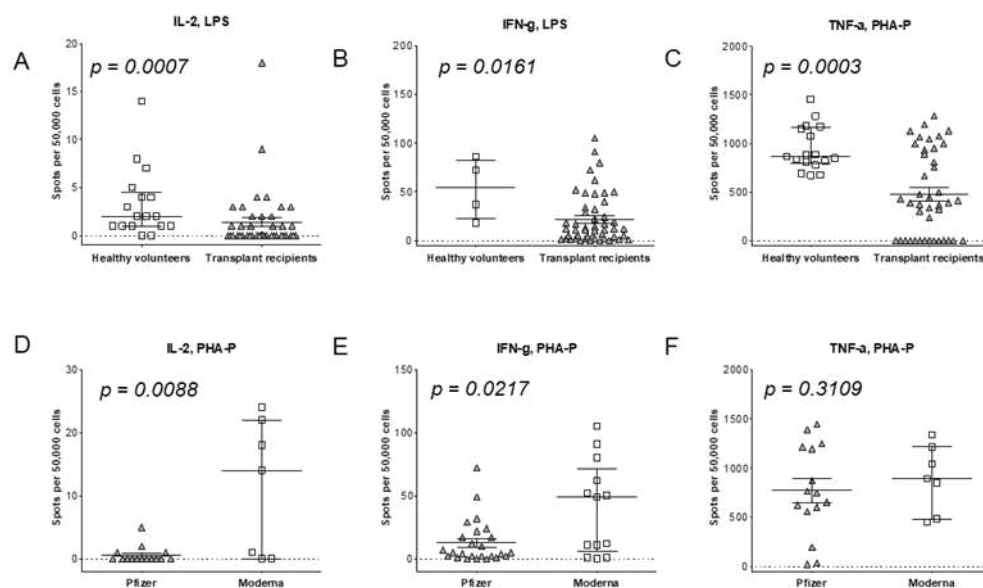 A
IL-2, LPS
p = 0.0007
Spots per 50,000 cells
20
15
10
5
0
Healthy volunteers Transplant recipients
B
IFN-g, LPS
p = 0.0161
Spots per 50,000 cells
200
150
100
50
0
Healthy volunteers Transplant recipients
C
TNF-a, PHA-P
p = 0.0003
Spots per 50,000 cells
2000
1500
1000
500
0
Healthy volunteers Transplant recipients
D
IL-2, PHA-P
p = 0.0088
Spots per 50,000 cells
30
20
10
0
Pfizer Moderna
E
IFN-g, PHA-P
p = 0.0217
Spots per 50,000 cells
150
100
50
0
Pfizer Moderna
F
TNF-a, PHA-P
p = 0.3109
Spots per 50,000 cells
2000
1500
1000
500
0
Pfizer Moderna